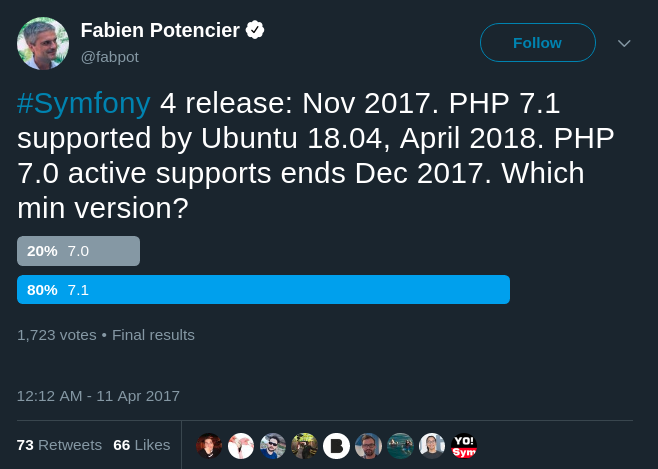 Fabien Potencier
@fabpot
Follow
#Symfony 4 release: Nov 2017. PHP 7.1
supported by Ubuntu 18.04, April 2018. PHP
7.0 active supports ends Dec 2017. Which
min version?
20% 7.0
80% 7.1
1,723 votes • Final results
12:12 AM - 11 Apr 2017
73 Retweets 66 Likes
B
YO!
Sym